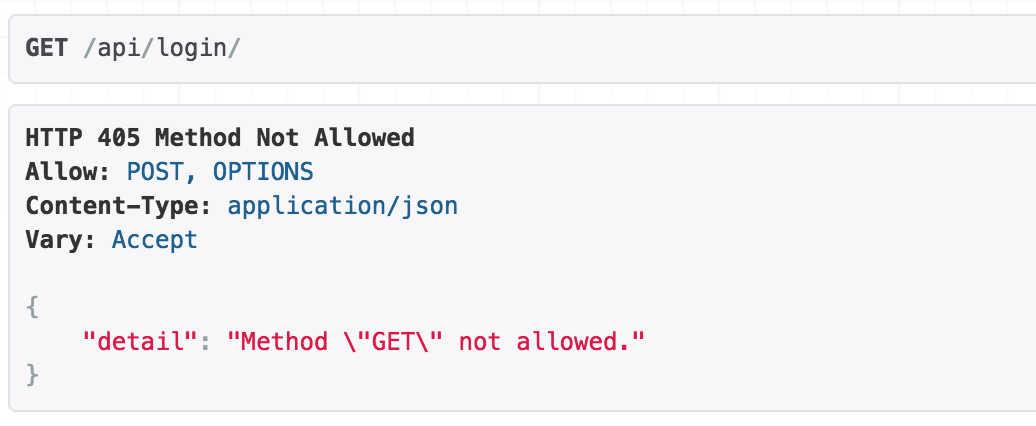 GET /api/login/
HTTP 405 Method Not Allowed
Allow: POST, OPTIONS
Content-Type: application/json
Vary: Accept
{
    "detail": "Method \"GET\" not allowed."
}